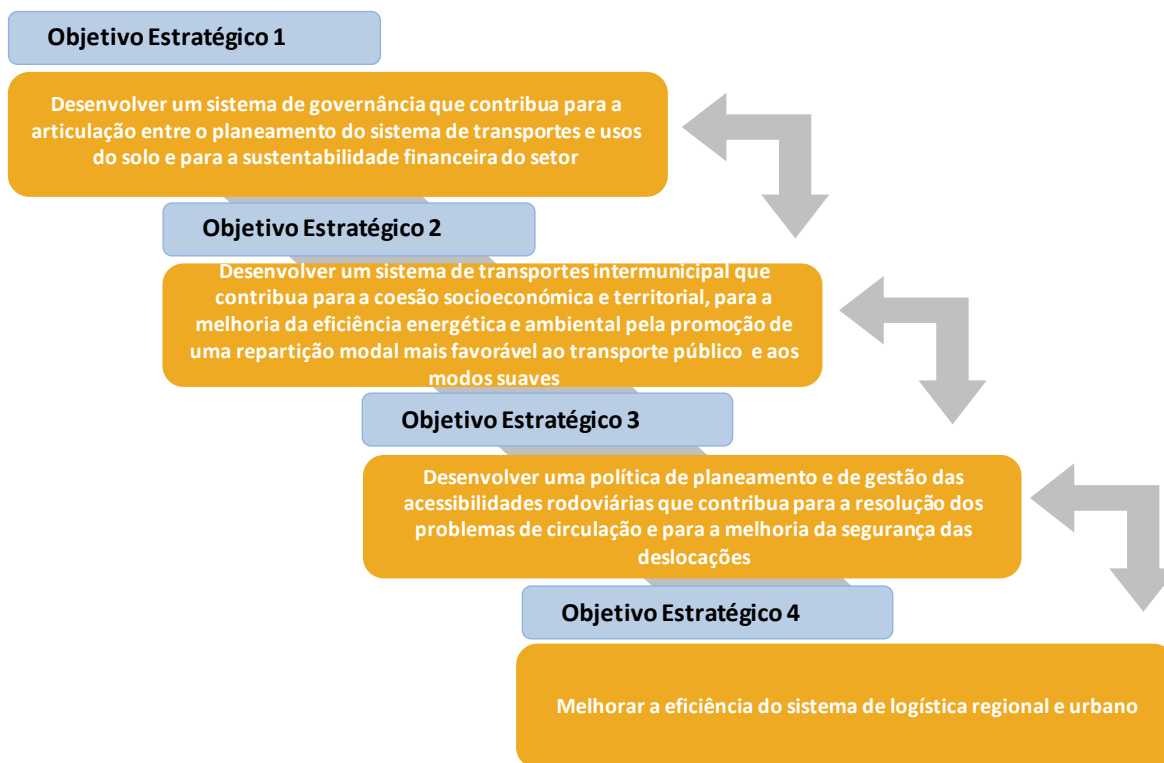 Objetivo Estratégico 1
Desenvolver um sistema de governância que contribua para a
articulação entre o planeamento do sistema de transportes e usos
do solo e para a sustentabilidade financeira do setor
Objetivo Estratégico 2
Desenvolver um sistema de transportes intermunicipal que
contribua para a coesão socioeconómica e territorial, para a
melhoria da eficiência energética e ambiental pela promoção de
uma repartição modal mais favorável ao transporte público e aos
modos suaves
Objetivo Estratégico 3
Desenvolver uma política de planeamento e de gestão das
acessibilidades rodoviárias que contribua para a resolução dos
problemas de circulação e para a melhoria da segurança das
deslocações
Objetivo Estratégico 4
Melhorar a eficiência do sistema de logística regional e urbano